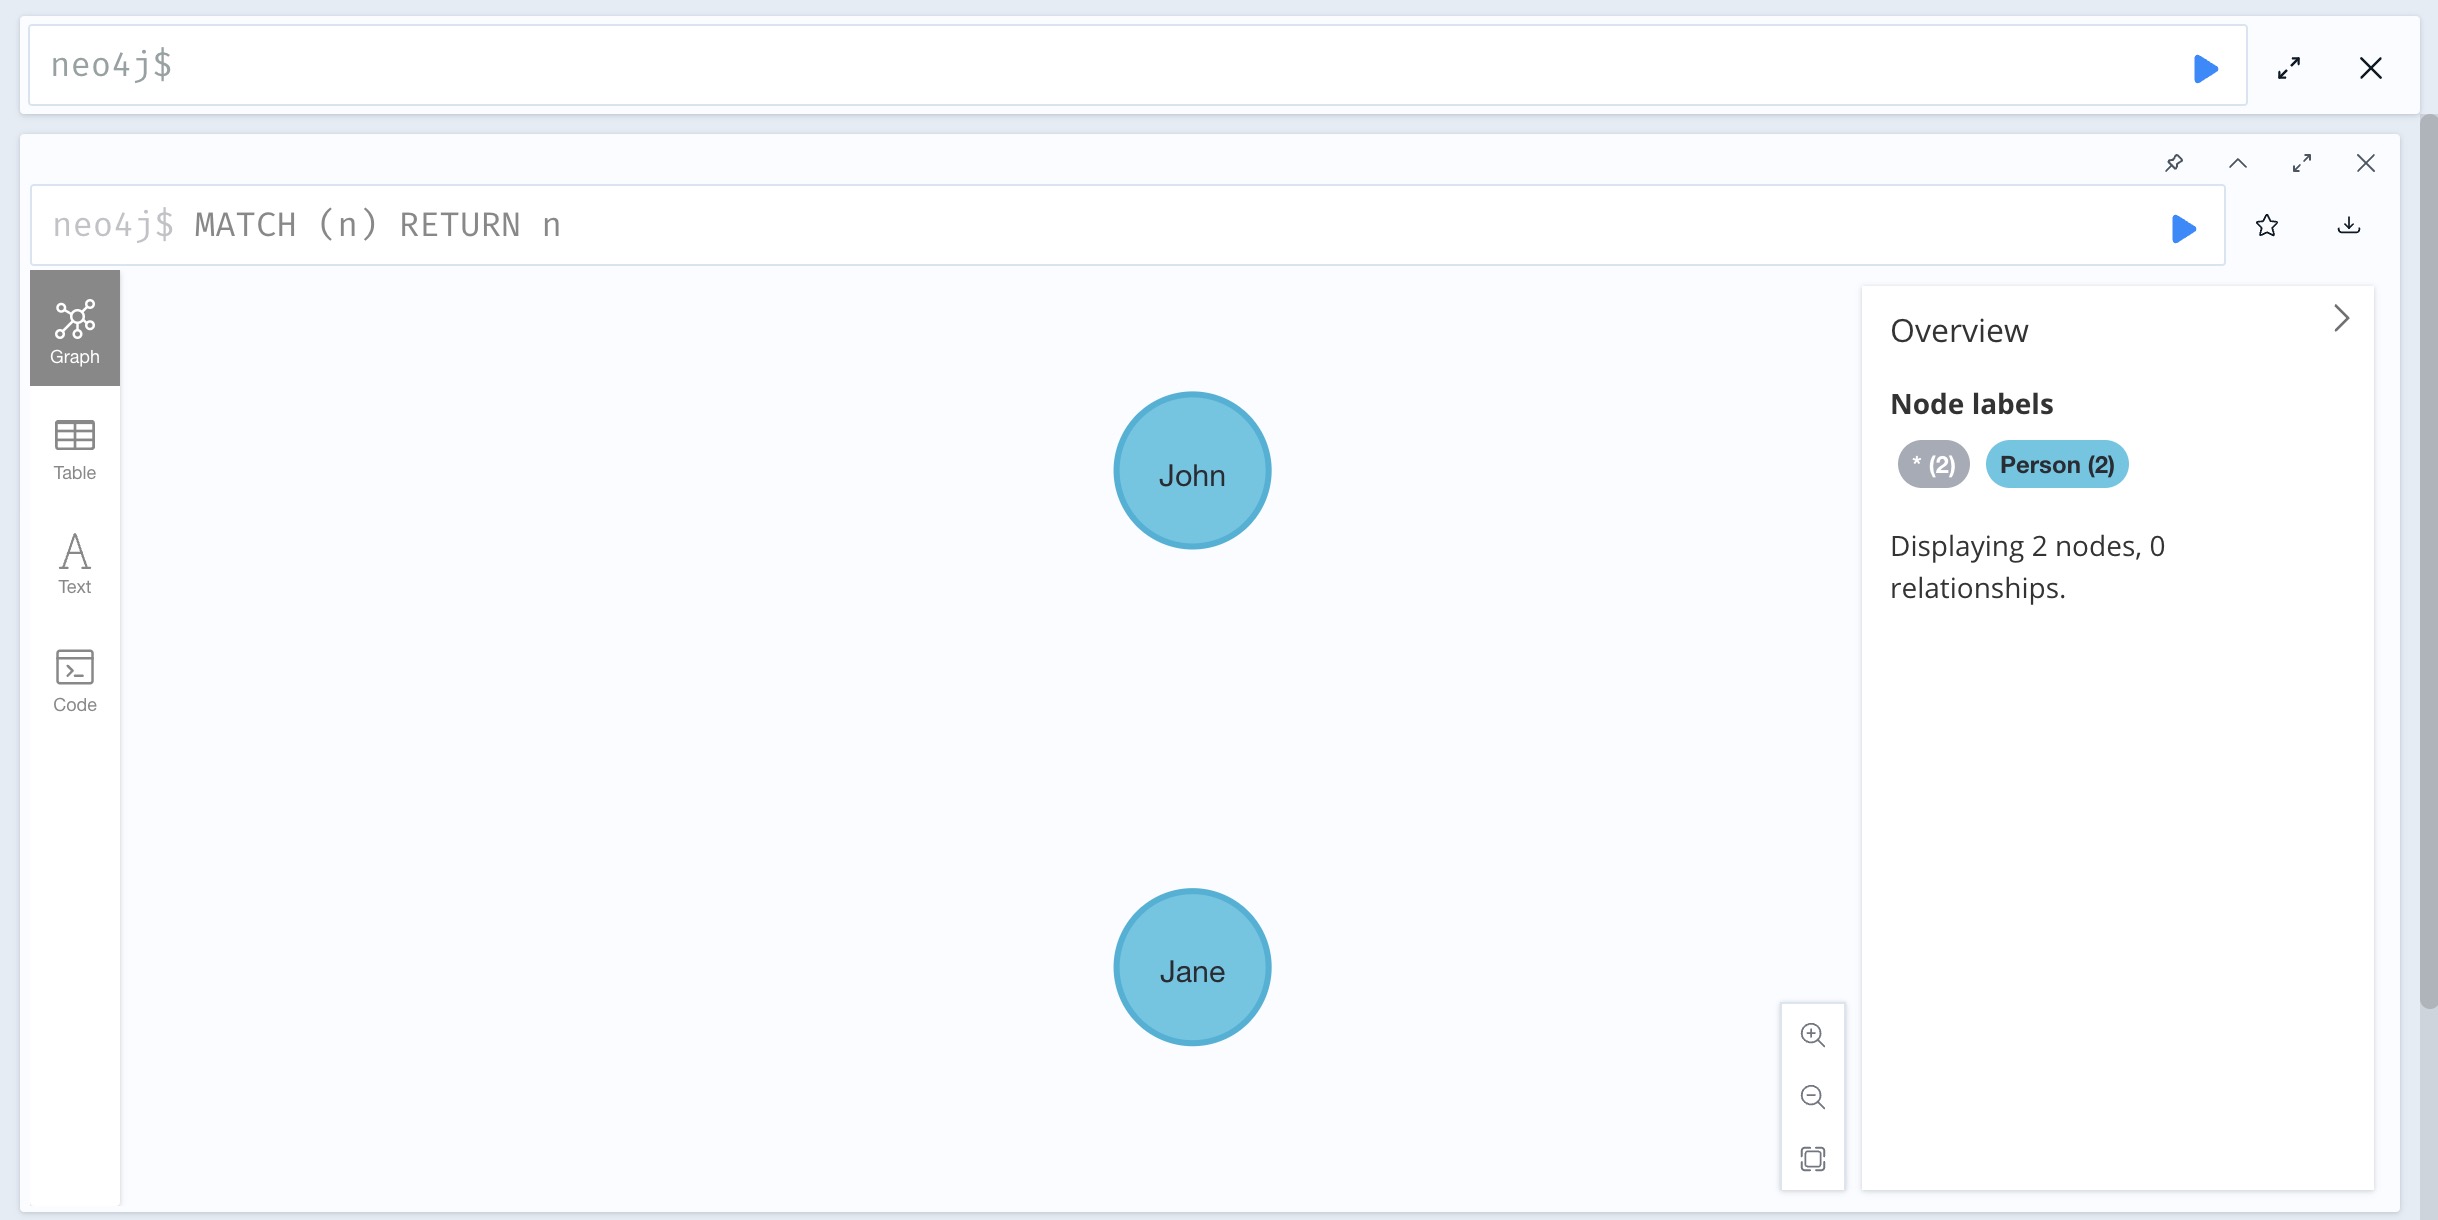 neo4j$
neo4j$ MATCH (n) RETURN n
Graph
Table
Text
Code
John
Jane
Overview
Node labels
* (2) Person (2)
Displaying 2 nodes, 0
relationships.